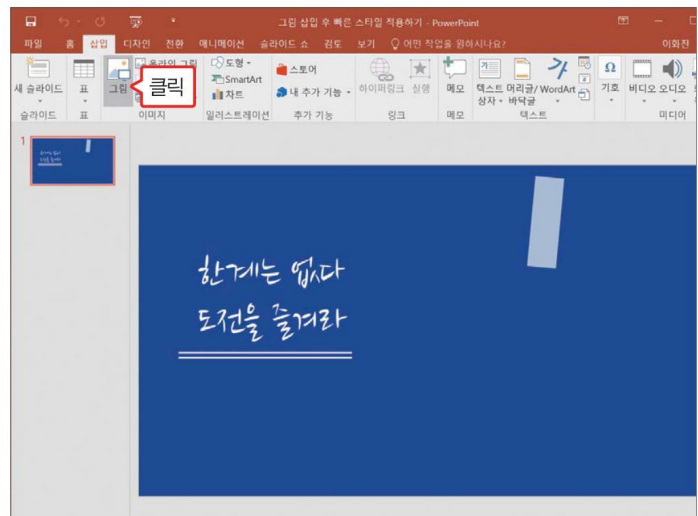 그림 삽입 후 빠른 스타일 적용하기 - PowerPoint
파일 홈 삽입 디자인 전환 애니메이션 슬라이드 쇼 검토 보기 어떤 작업을 원하시나요? 이화진
새 슬라이드 표 그림 클릭 온라인 그림
도형 SmartArt 차트
스토어
내 추가 기능
하이퍼링크 실행 메모 텍스트 상자 머리글/바닥글 WordArt 기호 비디오 오디오
슬라이드 표 이미지 일러스트레이션 추가 기능 링크 메모 텍스트 미디어
1
한계는 없다
도전을 즐겨라